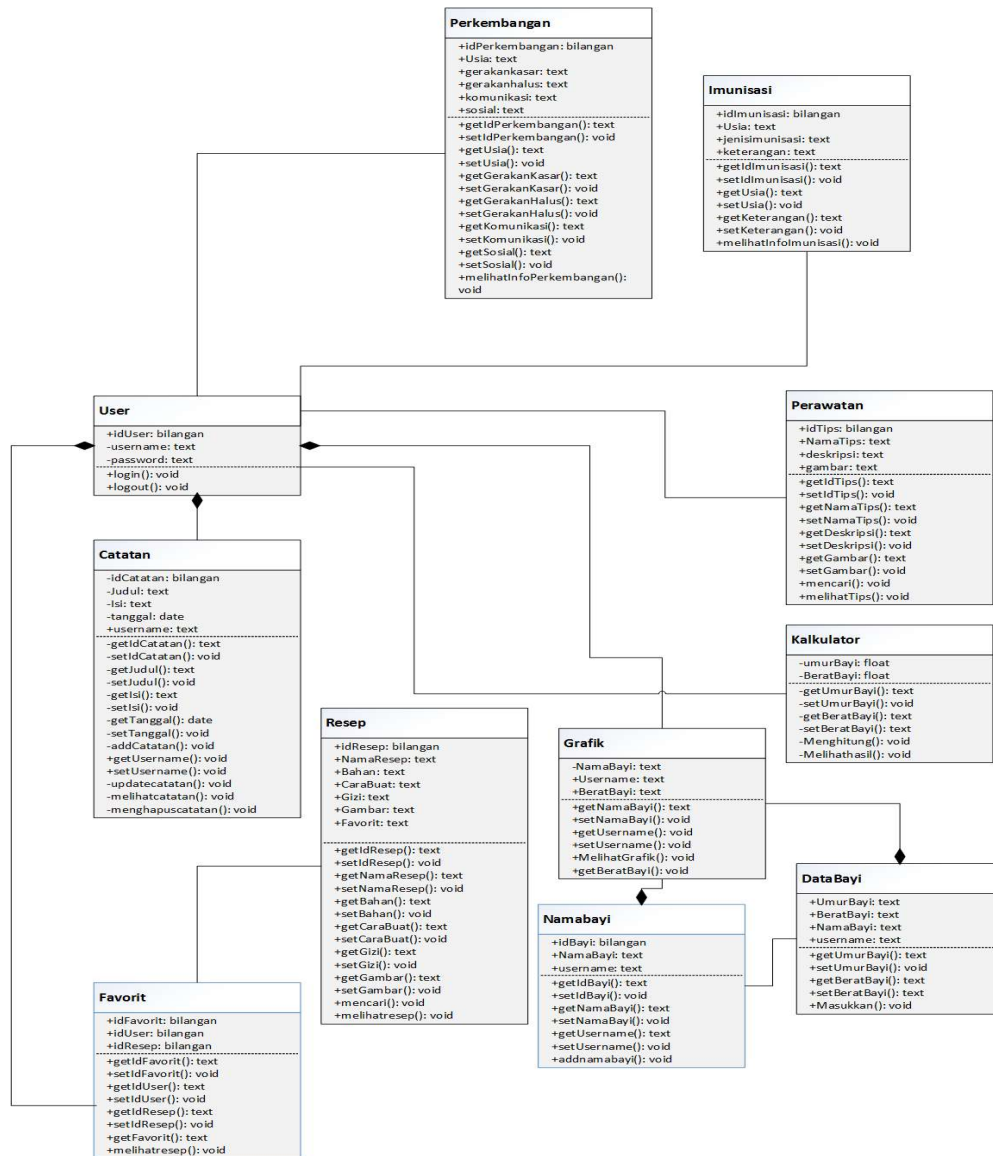 Perkembangan
+idPerkembangan: bilangan
+Usia: text
+gerakankasar: text
+gerakanhalus: text
+komunikasi: text
+sosial: text
+getIdPerkembangan(): text
+setIdPerkembangan(): void
+getUsia(): text
+setUsia(): void
+getGerakanKasar(): text
+setGerakanKasar(): void
+getGerakanHalus(): text
+setGerakanHalus(): void
+getKomunikasi(): text
+setKomunikasi(): void
+getSosial(): text
+setSosial(): void
+melihatInfoPerkembangan():
void
Imunisasi
+idImunisasi: bilangan
+Usia: text
+jenisimunisasi: text
+keterangan: text
+getIdImunisasi(): text
+setIdImunisasi(): void
+getUsia(): text
+setUsia(): void
+getKeterangan(): text
+setKeterangan(): void
+melihatInfoImunisasi(): void
User
+idUser: bilangan
-username: text
-password: text
+login(): void
+logout(): void
Perawatan
+idTips: bilangan
+NamaTips: text
+deskripsi: text
+gambar: text
+getIdTips(): text
+setIdTips(): void
+getNamaTips(): text
+setNamaTips(): void
+getDeskripsi(): text
+setDeskripsi(): void
+getGambar(): text
+setGambar(): void
+mencari(): void
+melihatTips(): void
Catatan
-idCatatan: bilangan
-Judul: text
-Isi: text
-tanggal: date
+username: text
-getIdCatatan(): text
-setIdCatatan(): void
-getJudul(): text
-setJudul(): void
-getIsi(): text
-setIsi(): void
-getTanggal(): date
-setTanggal(): void
-addCatatan(): void
+getUsername(): void
+setUsername(): void
-updatecatatan(): void
-melihatcatatan(): void
-menghapuscatatan(): void
Kalkulator
-umurBayi: float
-BeratBayi: float
-getUmurBayi(): text
-setUmurBayi(): void
-getBeratBayi(): text
-setBeratBayi(): text
-Menghitung(): void
-Melihathasil(): void
Resep
+idResep: bilangan
+NamaResep: text
+Bahan: text
+CaraBuat: text
+Gizi: text
+Gambar: text
+Favorit: text
+getIdResep(): text
+setIdResep(): void
+getNamaResep(): text
+setNamaResep(): void
+getBahan(): text
+setBahan(): void
+getCaraBuat(): text
+setCaraBuat(): void
+getGizi(): text
+setGizi(): void
+getGambar(): text
+setGambar(): void
+mencari(): void
+melihatresep(): void
Grafik
-NamaBayi: text
+Username: text
+BeratBayi: text
+getNamaBayi(): text
+setNamaBayi(): void
+getUsername(): void
+setUsername(): void
+MelihatGrafik(): void
+getBeratBayi(): void
DataBayi
+UmurBayi: text
+BeratBayi: text
+NamaBayi: text
+username: text
+getUmurBayi(): text
+setUmurBayi(): void
+getBeratBayi(): text
+setBeratBayi(): text
+Masukkan(): void
Namabayi
+idBayi: bilangan
+NamaBayi: text
+username: text
+getIdBayi(): text
+setIdBayi(): void
+getNamaBayi(): text
+setNamaBayi(): void
+getUsername(): text
+setUsername(): void
+addnamabayi(): void
Favorit
+idFavorit: bilangan
+idUser: bilangan
+idResep: bilangan
+getIdFavorit(): text
+setIdFavorit(): void
+getIdUser(): text
+setIdUser(): void
+getIdResep(): text
+setIdResep(): void
+getFavorit(): text
+melihatresep(): void